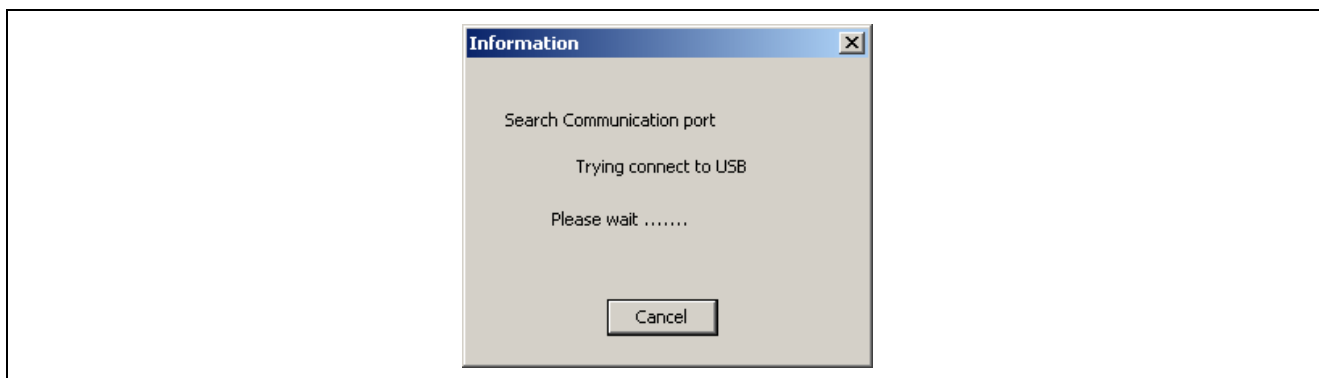 Information
Search Communication port
Trying connect to USB
Please wait .......
Cancel